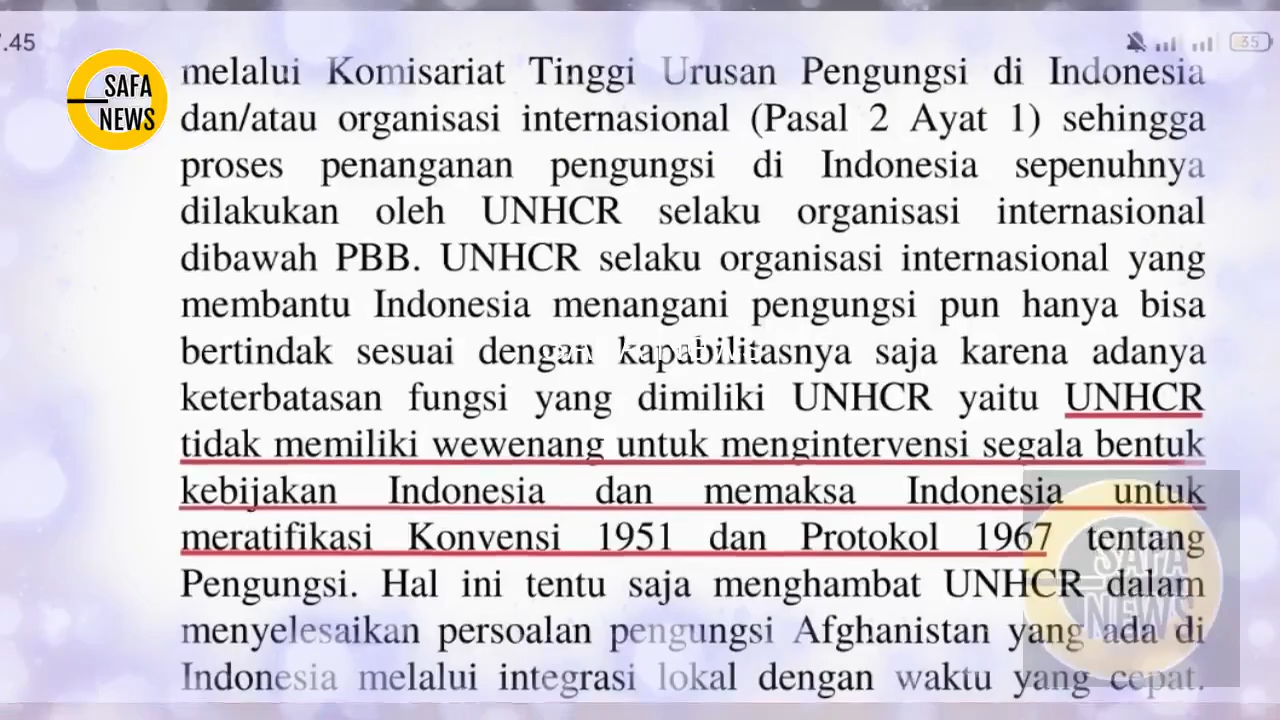 7.45
35
SAFA
NEWS
melalui Komisariat Tinggi Urusan Pengungsi di Indonesia
dan/atau organisasi internasional (Pasal 2 Ayat 1) sehingga
proses penanganan pengungsi di Indonesia sepenuhnya
dilakukan oleh UNHCR selaku organisasi internasional
dibawah PBB. UNHCR selaku organisasi internasional yang
membantu Indonesia menangani pengungsi pun hanya bisa
bertindak sesuai dengan kapabilitasnya saja karena adanya
keterbatasan fungsi yang dimiliki UNHCR yaitu UNHCR
tidak memiliki wewenang untuk mengintervensi segala bentuk
kebijakan Indonesia dan memaksa Indonesia untuk
meratifikasi Konvensi 1951 dan Protokol 1967 tentang
Pengungsi. Hal ini tentu saja menghambat UNHCR dalam
menyelesaikan persoalan pengungsi Afghanistan yang ada di
Indonesia melalui integrasi lokal dengan waktu yang cepat.
SAFA
NEWS